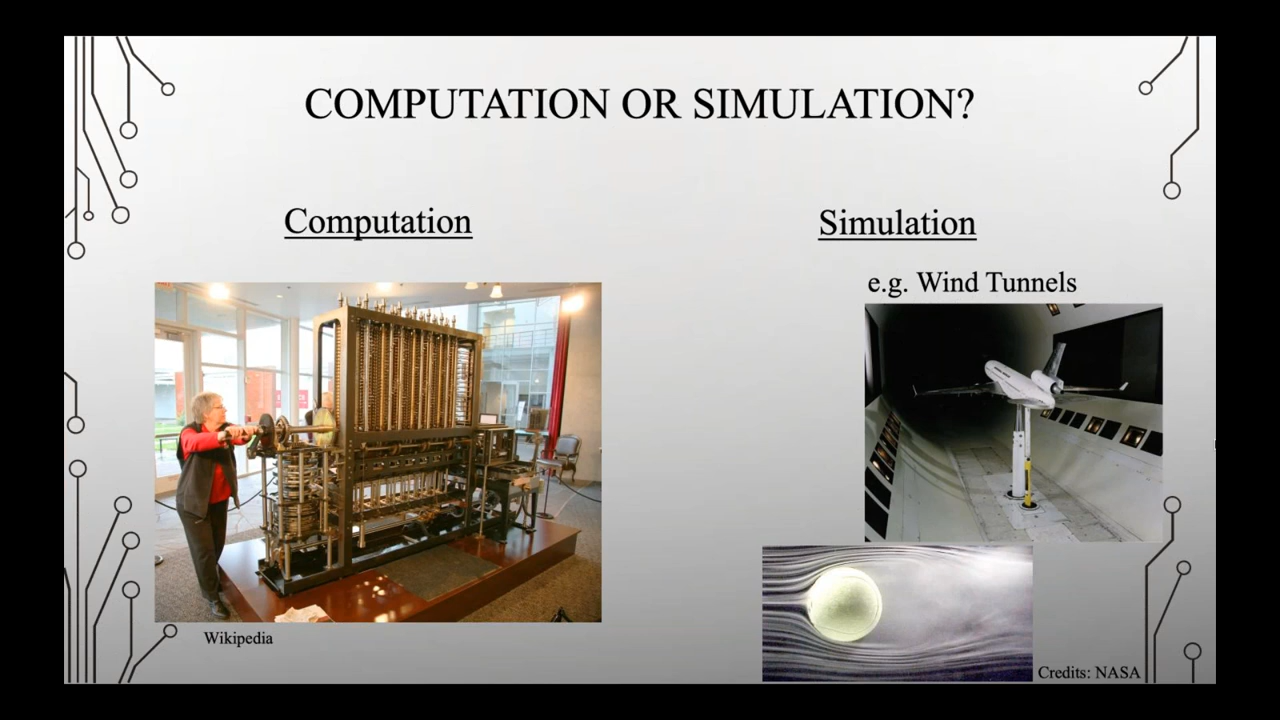 COMPUTATION OR SIMULATION?
Computation
Wikipedia
Simulation
e.g. Wind Tunnels
Credits: NASA